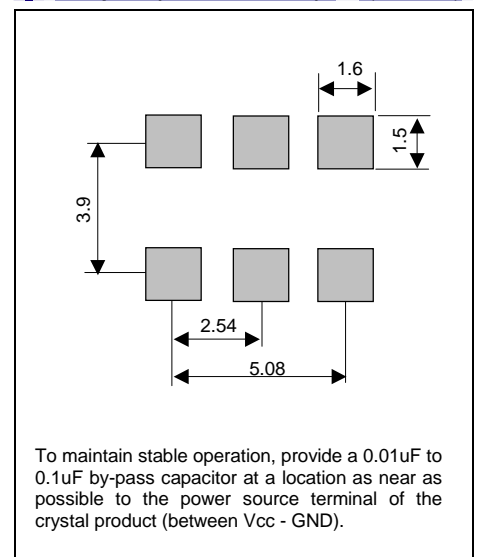 1.6
1.5
3.9
2.54
5.08
To maintain stable operation, provide a 0.01uF to
0.1uF by-pass capacitor at a location as near as
possible to the power source terminal of the
crystal product (between Vcc - GND).